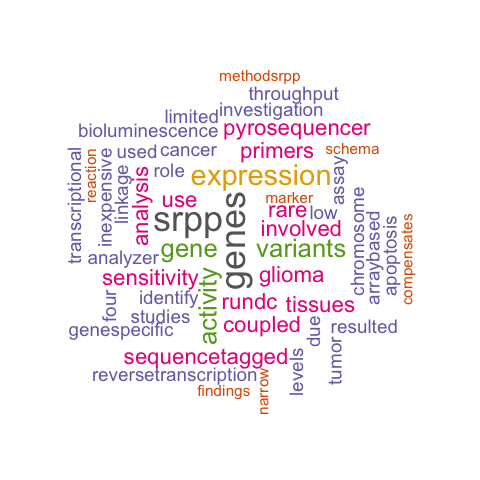 methodsrpp
throughput
limited
investigation
bioluminescence
pyrosequencer
used
cancer
primers
schema
transcriptional
reaction
inexpensive
linkage
analysis
role
expression
assay
use
marker
srpp
genes
rare
low
chromosome
arraybased
apoptosis
compensates
involved
gene
variants
analyzer
sensitivity
activity
glioma
four
identify
rundc
tissues
studies
coupled
due
resulted
genespecific
tumor
sequencetagged
levels
reversetranscription
narrow
findings